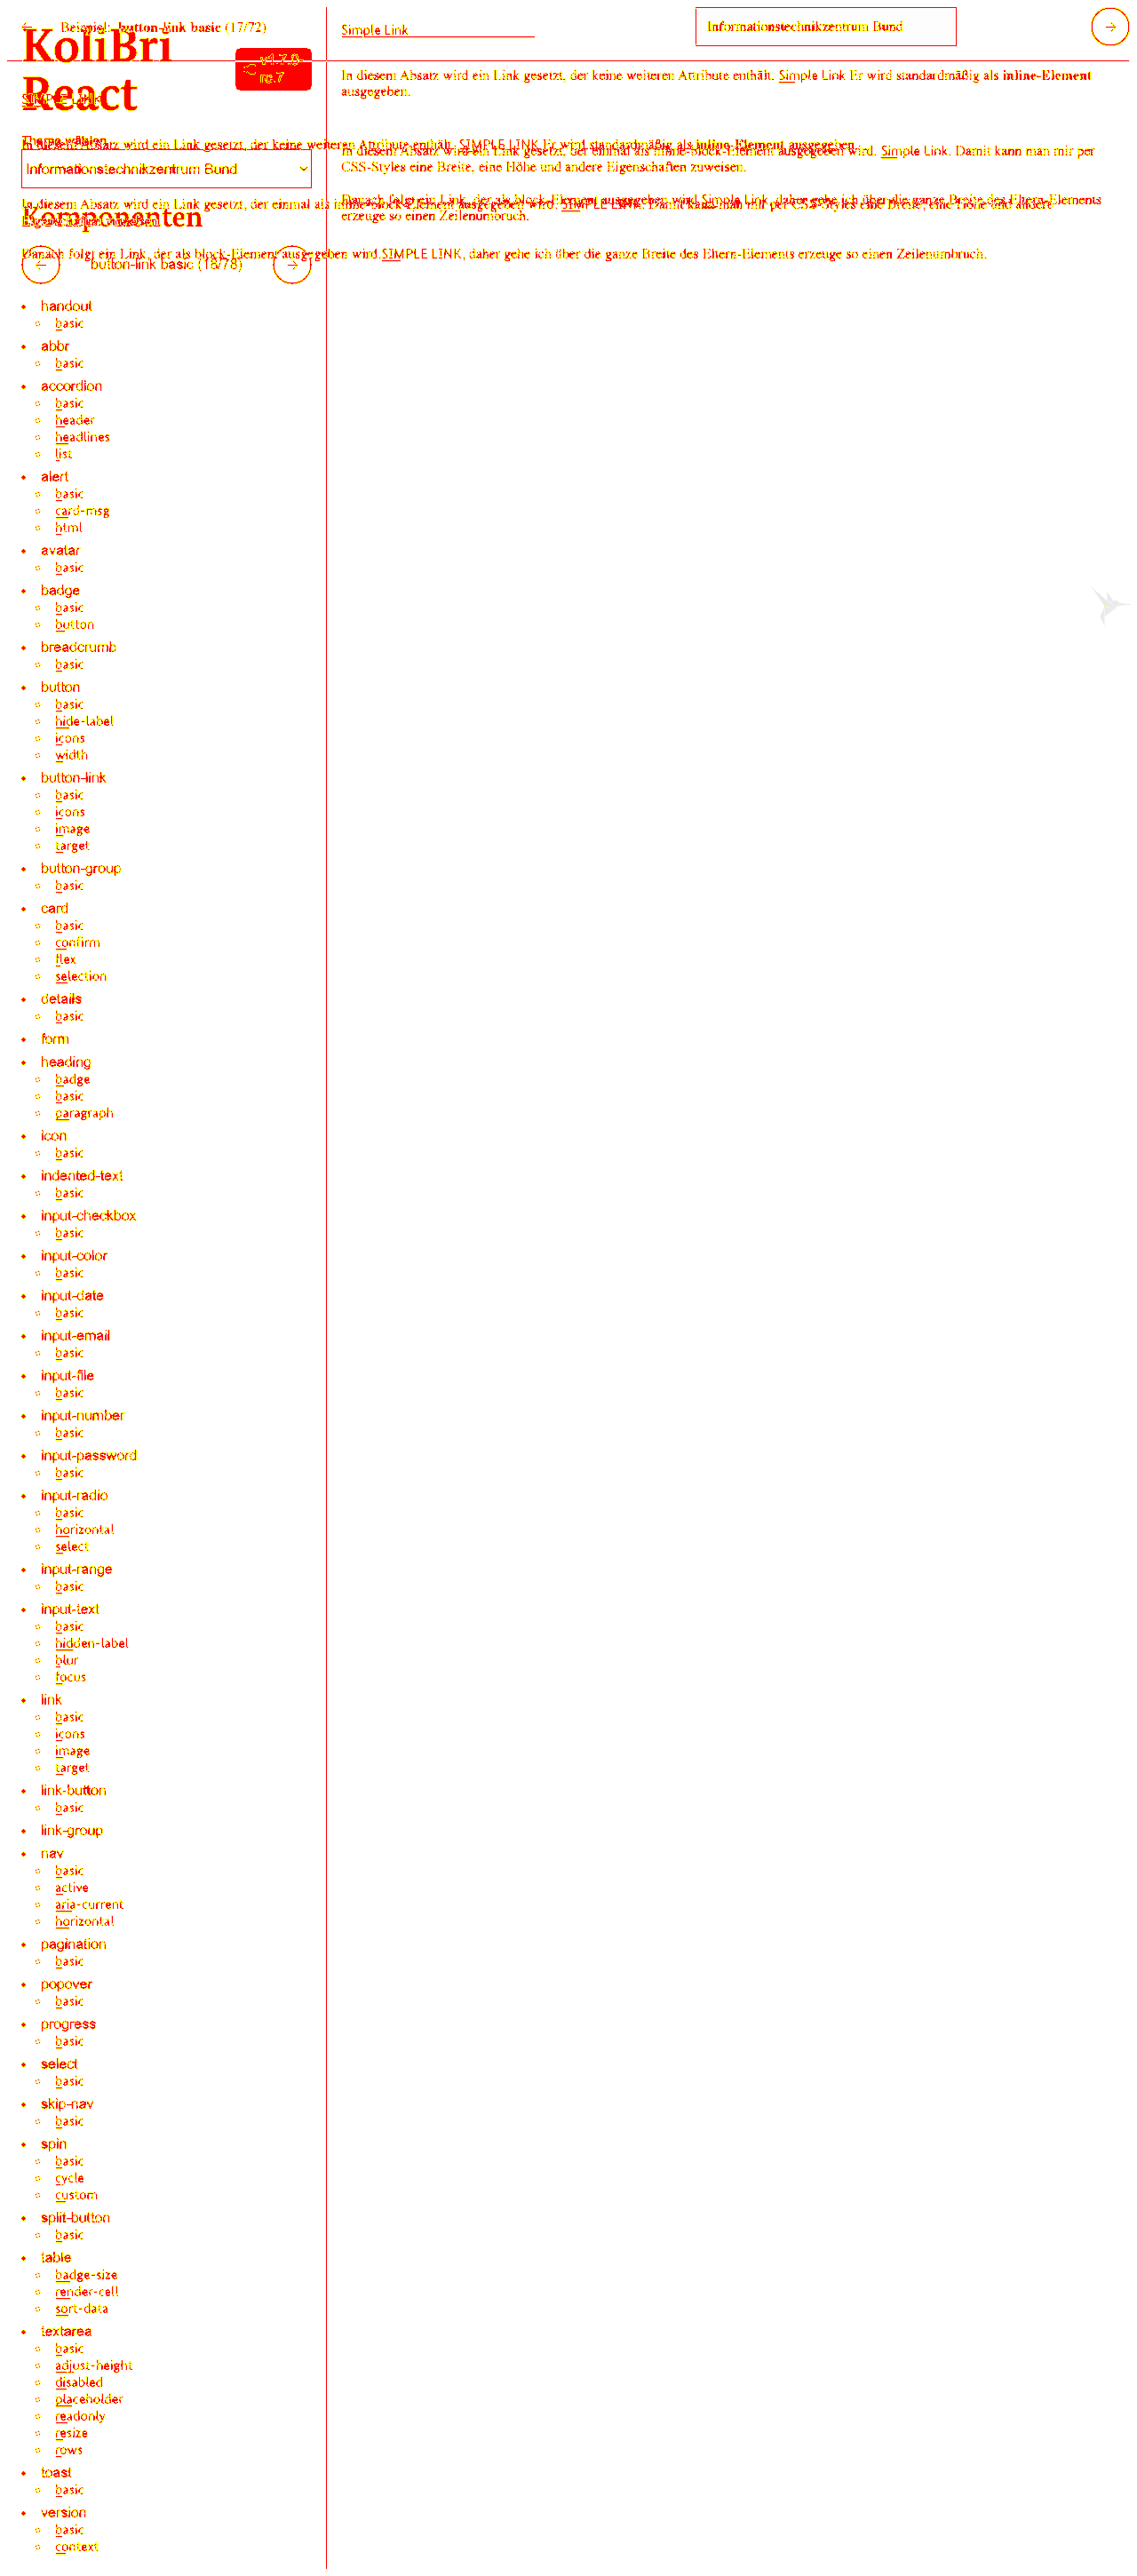 ← Beispiel: button-link basic (17/72)
Simple Link
Informationstechnikzentrum Bund
→
KoliBri
React
v1.7.0-
rc.7
SIMPLE LINK
In diesem Absatz wird ein Link gesetzt, der keine weiteren Attribute enthält. Simple Link Er wird standardmäßig als inline-Element
ausgegeben.
Theme wählen
In diesem Absatz wird ein Link gesetzt, der keine weiteren Attribute enthält. SIMPLE LINK Er wird standardmäßig als inline-Element ausgegeben.
In diesem Absatz wird ein Link gesetzt, der einmal als inline-block-Element ausgegeben wird. Simple Link. Damit kann man mir per
CSS-Styles eine Breite, eine Höhe und andere Eigenschaften zuweisen.
Informationstechnikzentrum Bund
In diesem Absatz wird ein Link gesetzt, der einmal als inline-block-Element ausgegeben wird. SIMPLE LINK. Damit kann man mir per CSS-Styles eine Breite, eine Höhe und andere
Danach folgt ein Link, der als block-Element ausgegeben wird Simple Link, daher gehe ich über die ganze Breite des Eltern-Elements
erzeuge so einen Zeilenumbruch.
Komponenten
Eigenschaften zuweisen.
Danach folgt ein Link, der als block-Element ausgegeben wird.SIMPLE LINK, daher gehe ich über die ganze Breite des Eltern-Elements erzeuge so einen Zeilenumbruch.
← button-link basic (18/78) →
handout
basic
abbr
basic
accordion
basic
header
headlines
list
alert
basic
card-msg
html
avatar
basic
badge
basic
button
breadcrumb
basic
button
basic
hide-label
icons
width
button-link
basic
icons
image
target
button-group
basic
card
basic
confirm
flex
selection
details
basic
form
heading
badge
basic
paragraph
icon
basic
indented-text
basic
input-checkbox
basic
input-color
basic
input-date
basic
input-email
basic
input-file
basic
input-number
basic
input-password
basic
input-radio
basic
horizontal
select
input-range
basic
input-text
basic
hidden-label
blur
focus
link
basic
icons
image
target
link-button
basic
link-group
nav
basic
active
aria-current
horizontal
pagination
basic
popover
basic
progress
basic
select
basic
skip-nav
basic
spin
basic
cycle
custom
split-button
basic
table
badge-size
render-cell
sort-data
textarea
basic
adjust-height
disabled
placeholder
readonly
resize
rows
toast
basic
version
basic
context